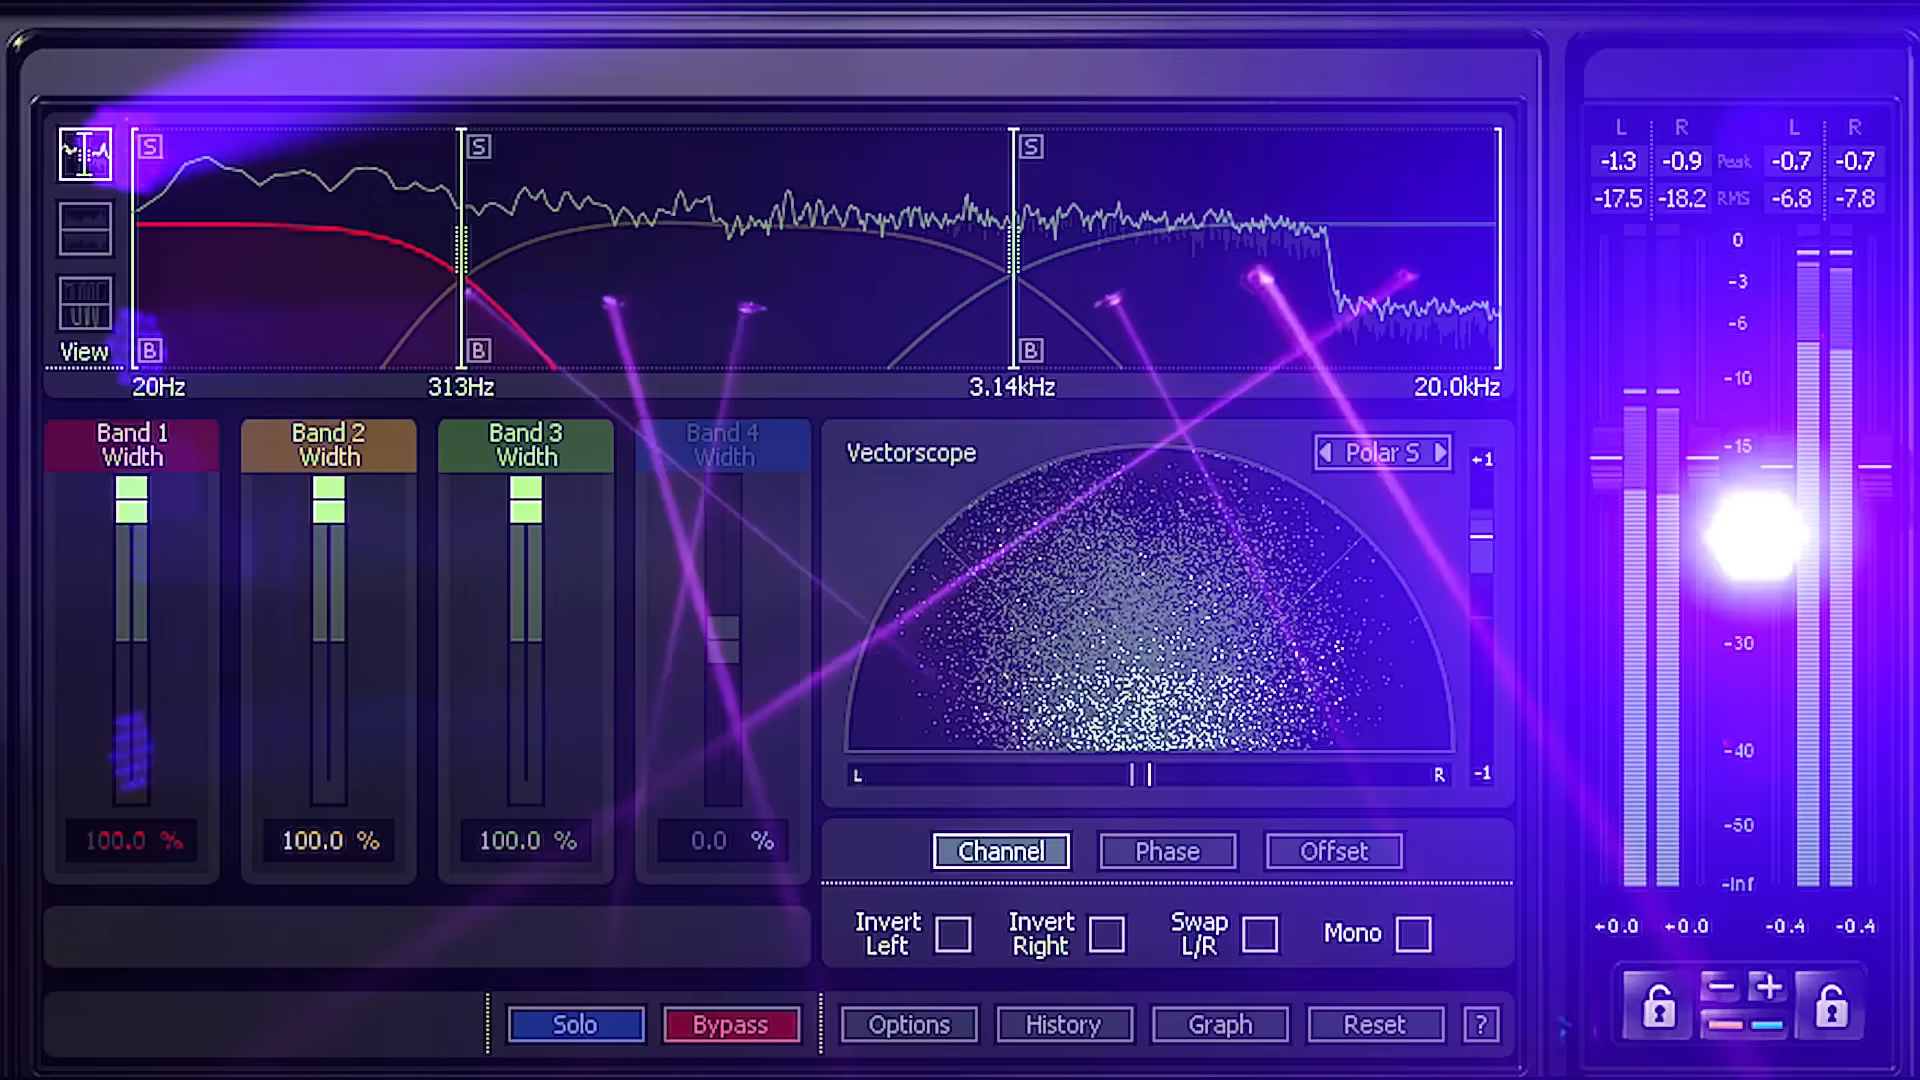 S
S
S
B
B
B
View
20Hz
313Hz
3.14kHz
20.0kHz
L
R
L
R
-1.3
-0.9
Peak
-0.7
-0.7
-17.5
-18.2
RMS
-6.8
-7.8
0
-3
-6
-10
-15
-30
-40
-50
-Inf
+0.0
+0.0
-0.4
-0.4
Band 1
Width
Band 2
Width
Band 3
Width
Band 4
Width
100.0 %
100.0 %
100.0 %
0.0 %
Vectorscope
Polar S
+1
-1
L
R
Channel
Phase
Offset
Invert
Left
Invert
Right
Swap
L/R
Mono
Solo
Bypass
Options
History
Graph
Reset
?